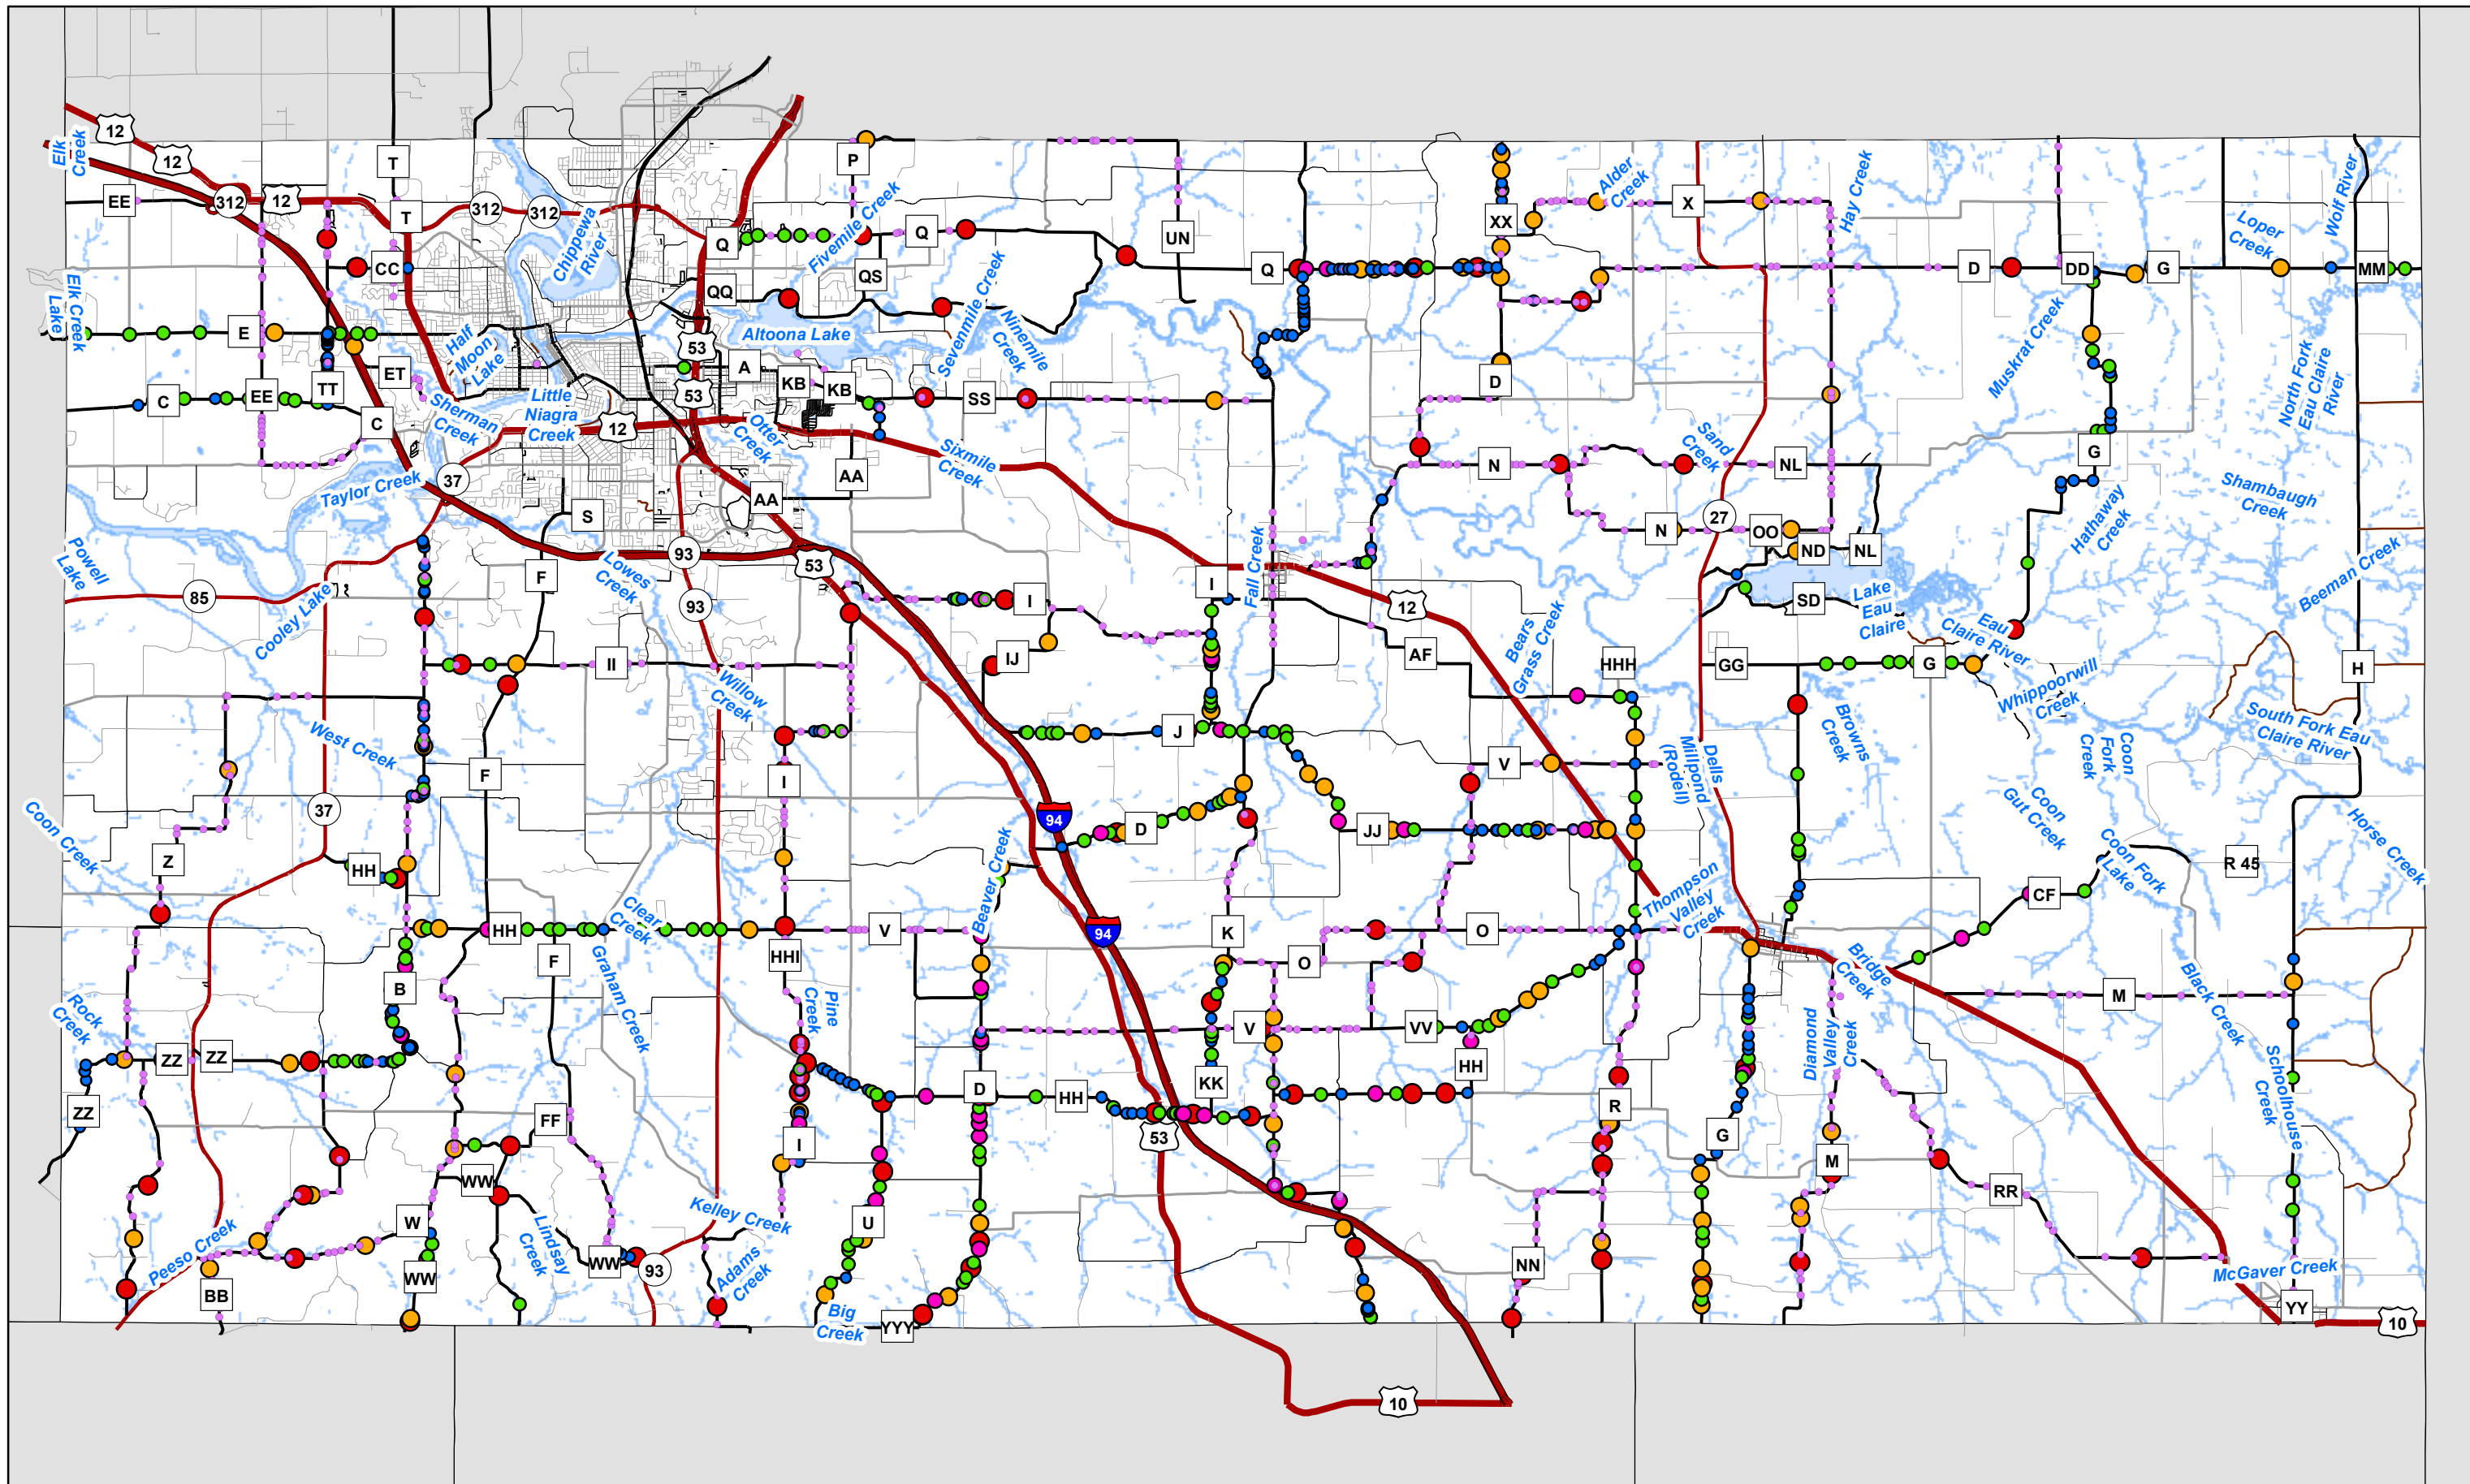 12
12
Elk
Creek
EE
312
12
T
T
312
312
Chippewa
River
P
Q
Q
Fivemile Creek
QS
QQ
UN
Q
XX
Alder
Creek
X
Hay Creek
D
DD
G
Loper
Creek
Wolf River
MM
CC
Elk Creek
Lake
E
Half
Moon
Lake
53
Altoona Lake
Sevenmile Creek
Ninemile
Creek
Muskrat Creek
North Fork
Eau Claire
River
ET
TT
EE
C
C
A
53
KB
KB
SS
D
Sherman
Creek
Little
Niagra
Creek
12
Otter
Creek
Sixmile
Creek
Sand
Creek
N
NL
G
AA
AA
37
Taylor Creek
S
Shambaugh
Creek
Hathaway
Creek
27
N
OO
ND
NL
Powell
Lake
93
53
Lowes
Creek
F
Fall Creek
I
I
12
85
Cooley Lake
93
SD
Lake
Eau
Claire
Eau
Claire River
Beeman Creek
Bears
Grass Creek
II
IJ
AF
HHH
GG
G
H
Willow
Creek
Whippoorwill
Creek
South Fork Eau
Claire River
West Creek
J
Browns
Creek
Coon
Fork
Creek
F
I
V
Dells
Millpond
(Rodell)
37
94
D
JJ
Coon
Gut Creek
Horse Creek
Coon Creek
Z
HH
Beaver Creek
Coon Fork
Lake
R 45
Thompson
Valley
Creek
CF
Clear
Creek
HH
V
94
K
O
F
HHI
O
Bridge
Creek
Graham Creek
B
Pine
Creek
M
Black Creek
Rock
Creek
V
VV
Diamond
Valley
Creek
ZZ
ZZ
HH
Schoolhouse
Creek
ZZ
D
HH
KK
R
FF
I
53
G
M
WW
RR
W
U
Kelley Creek
Lindsay
Creek
Peeso Creek
WW
93
Adams
Creek
NN
McGaver Creek
BB
WW
Big
Creek
YYY
YY
10
10